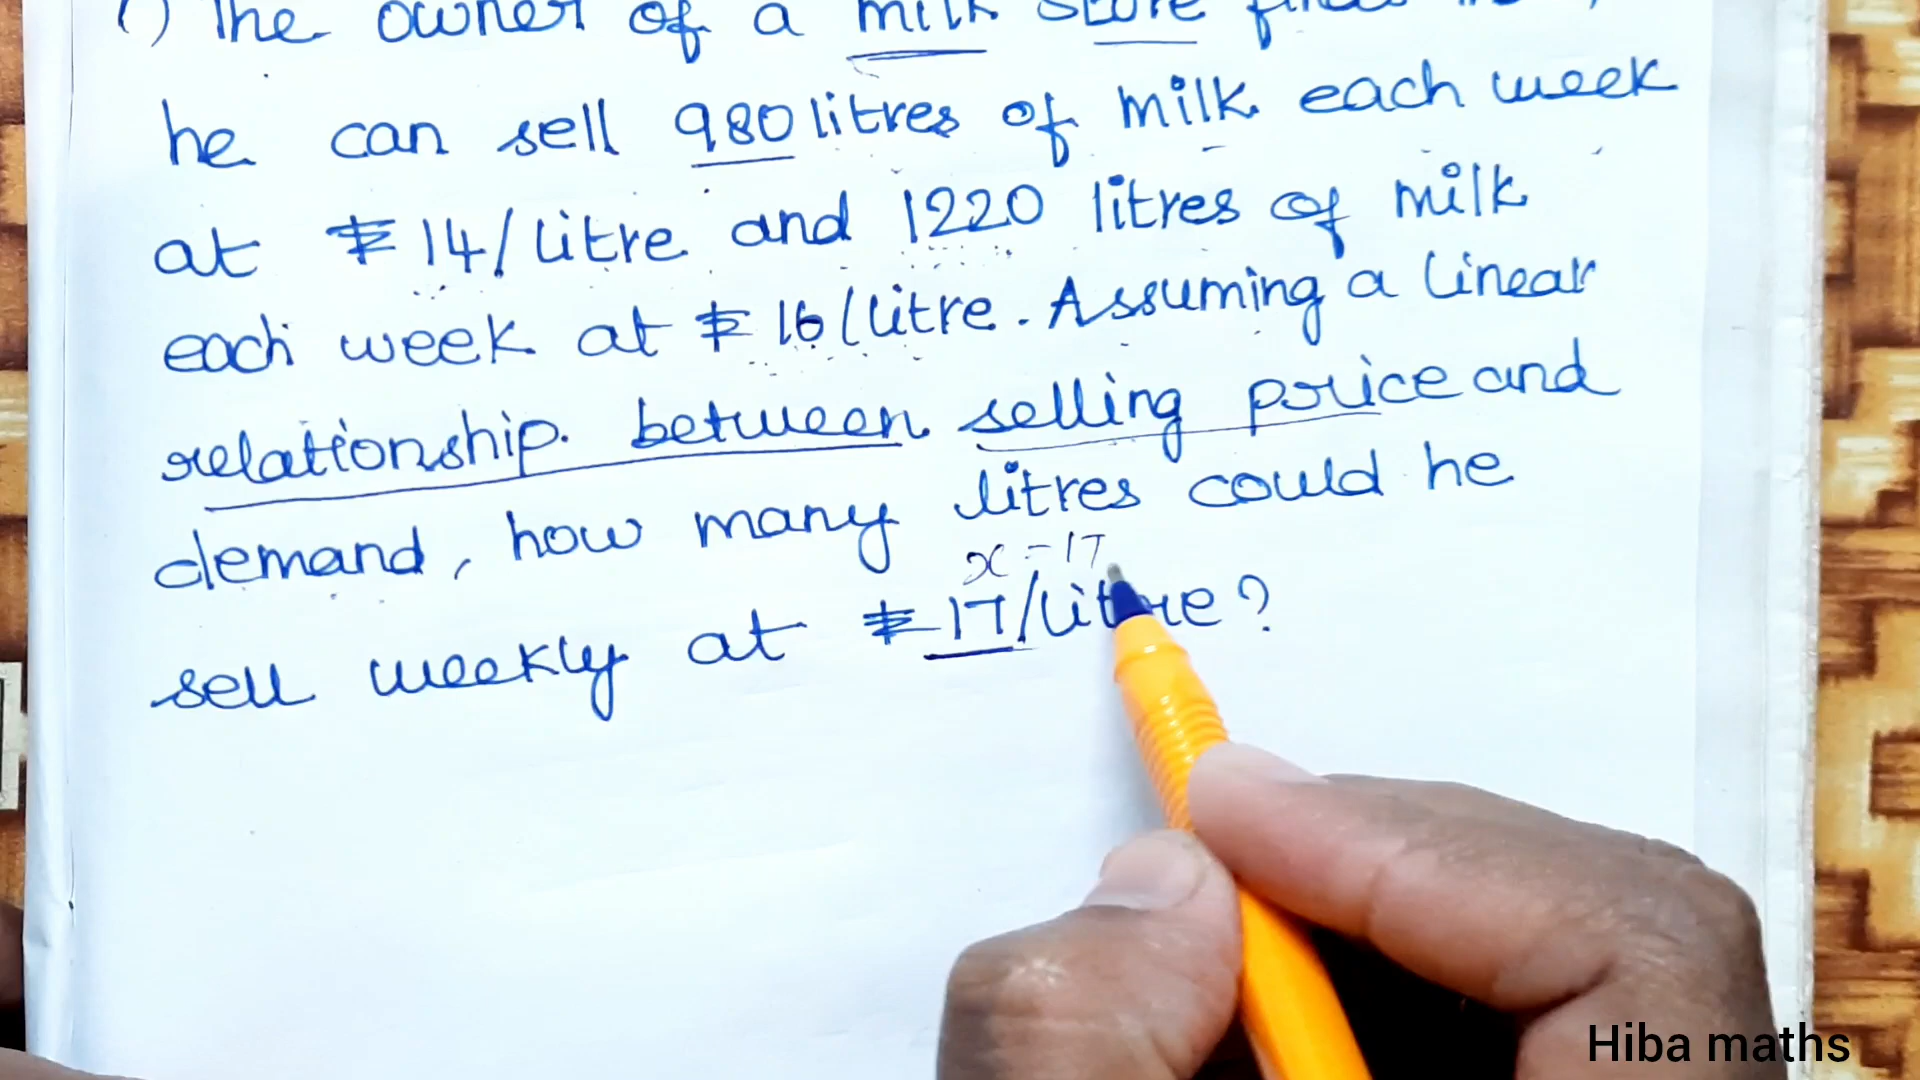 1) The owner of a milk store
he can sell 980 litres of milk each week
at ₹ 14/litre and 1220 litres of milk
each week at ₹ 16/litre. Assuming a linear
relationship between selling price and
demand, how many litres could he
x = 17
sell weekly at ₹ 17/litre?
Hiba maths